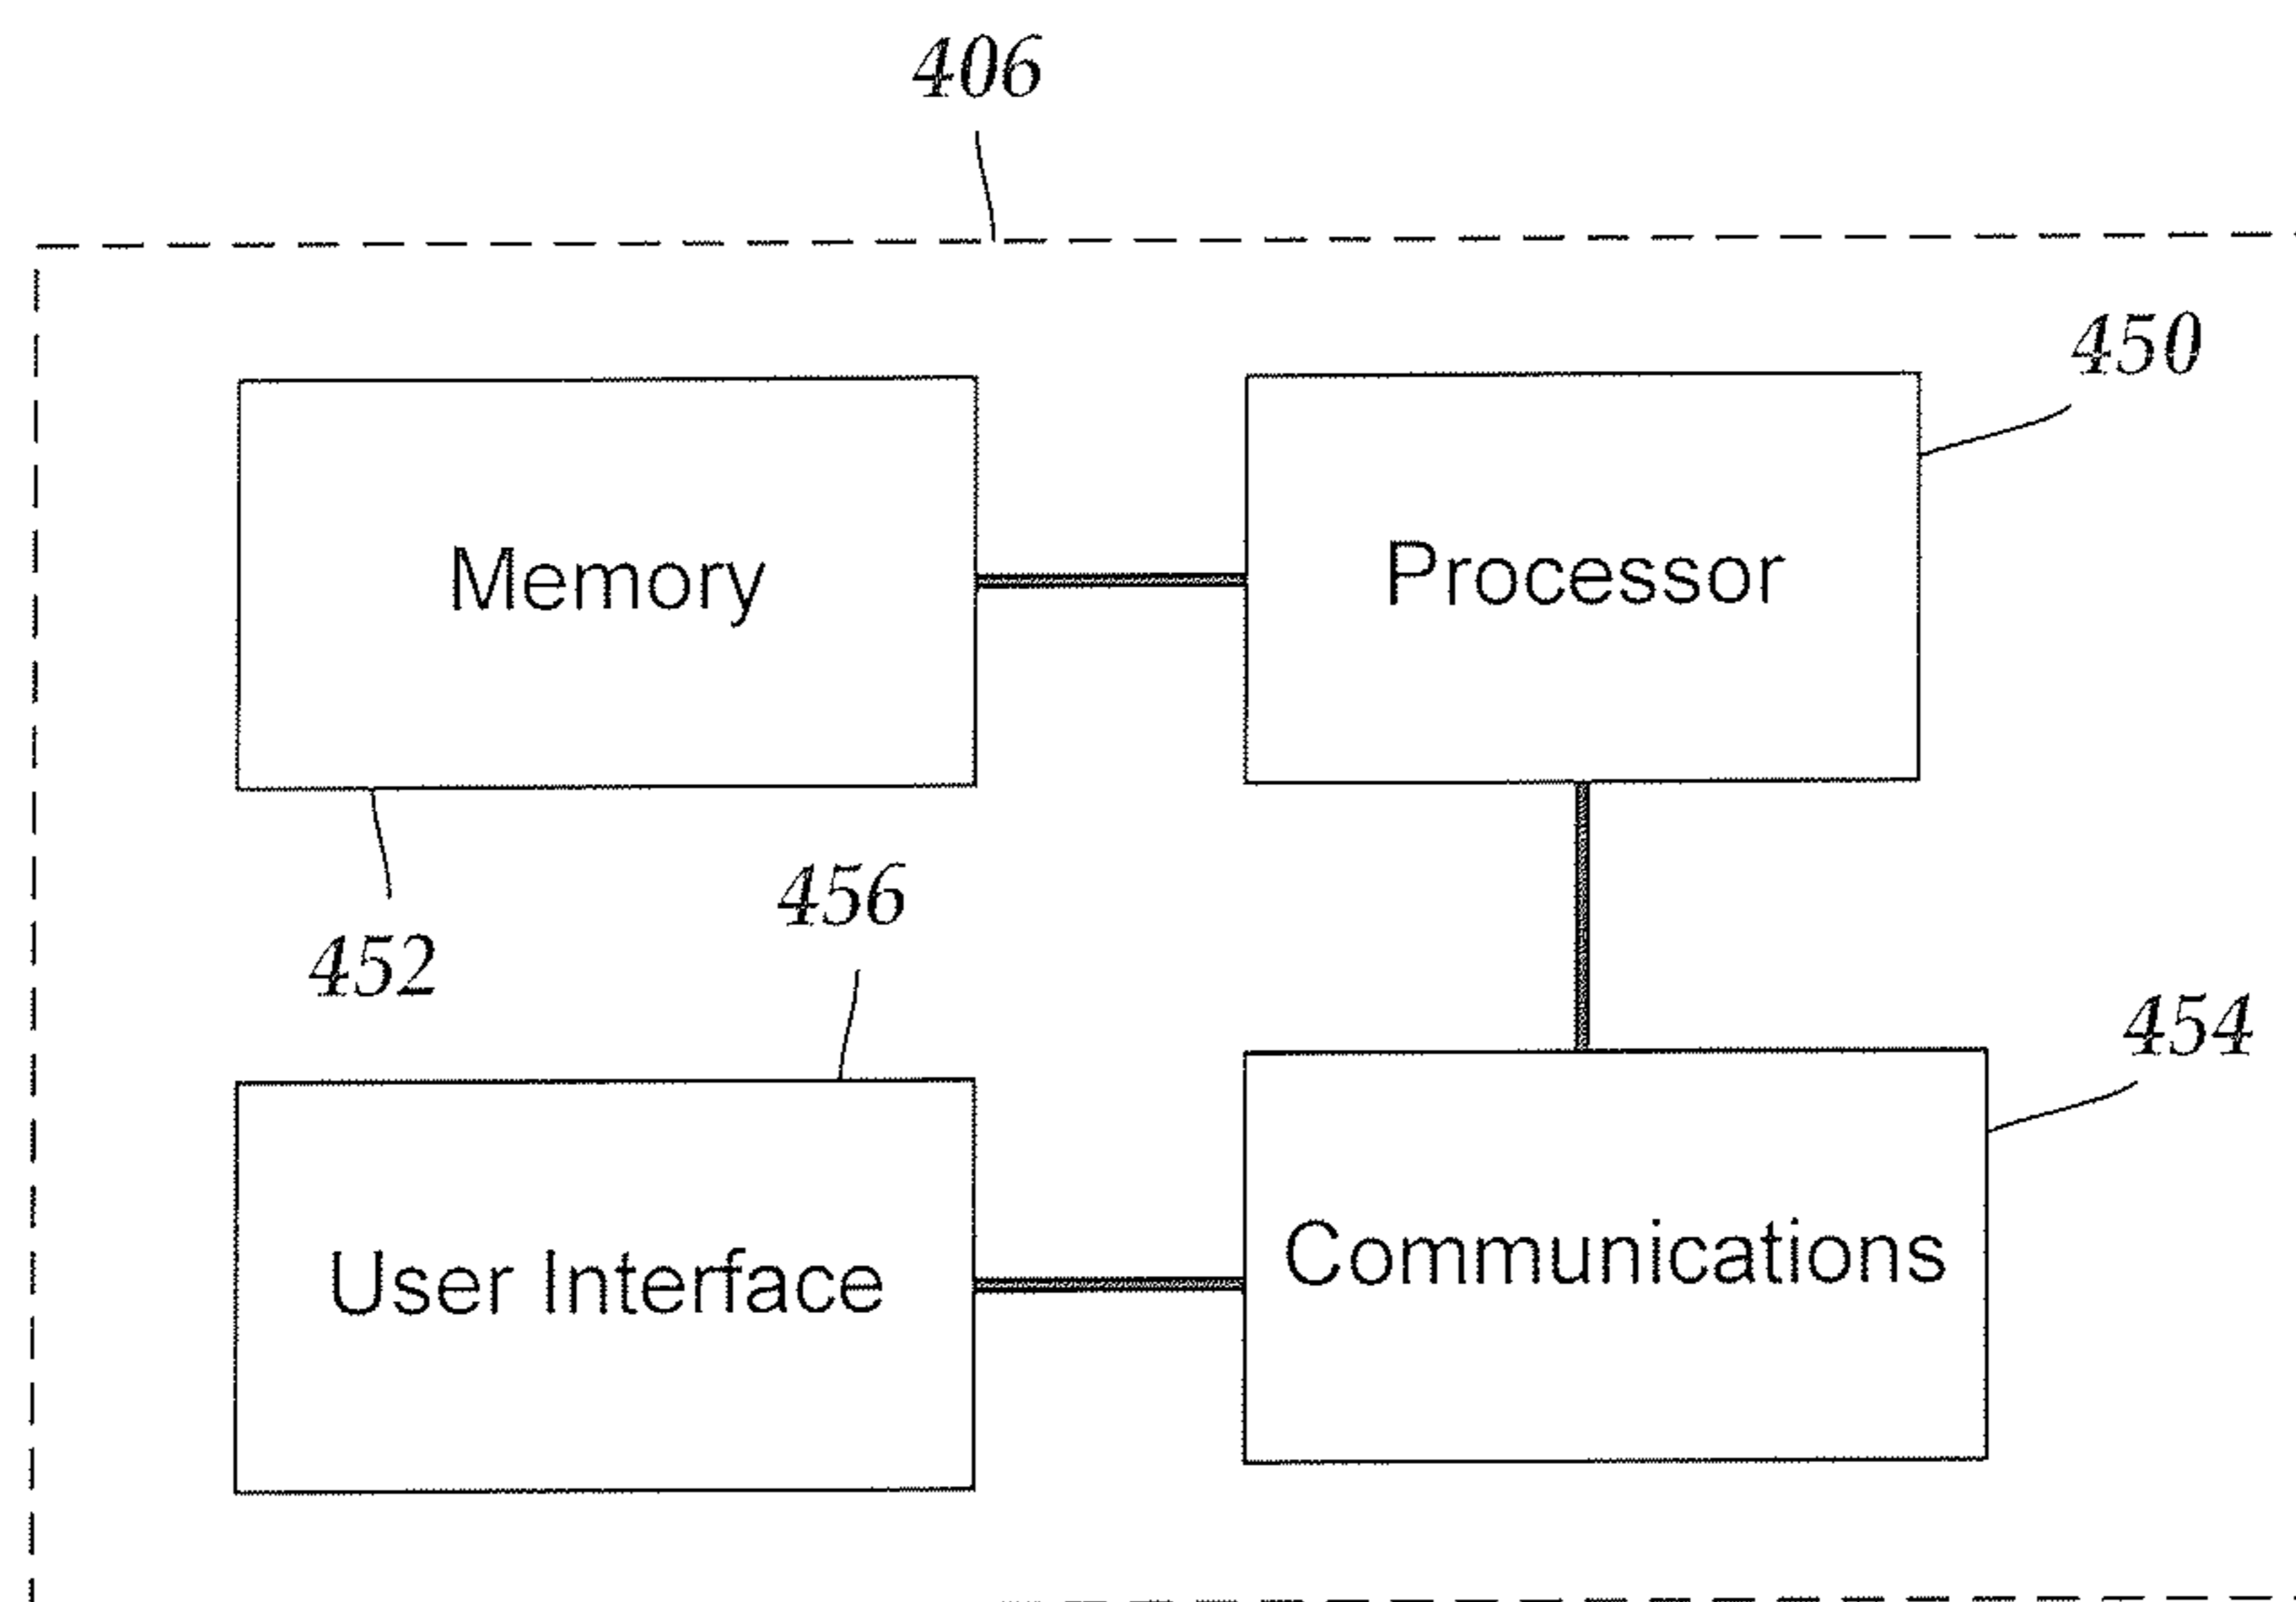 406
450
Memory
Processor
452
456
454
User Interface
Communications